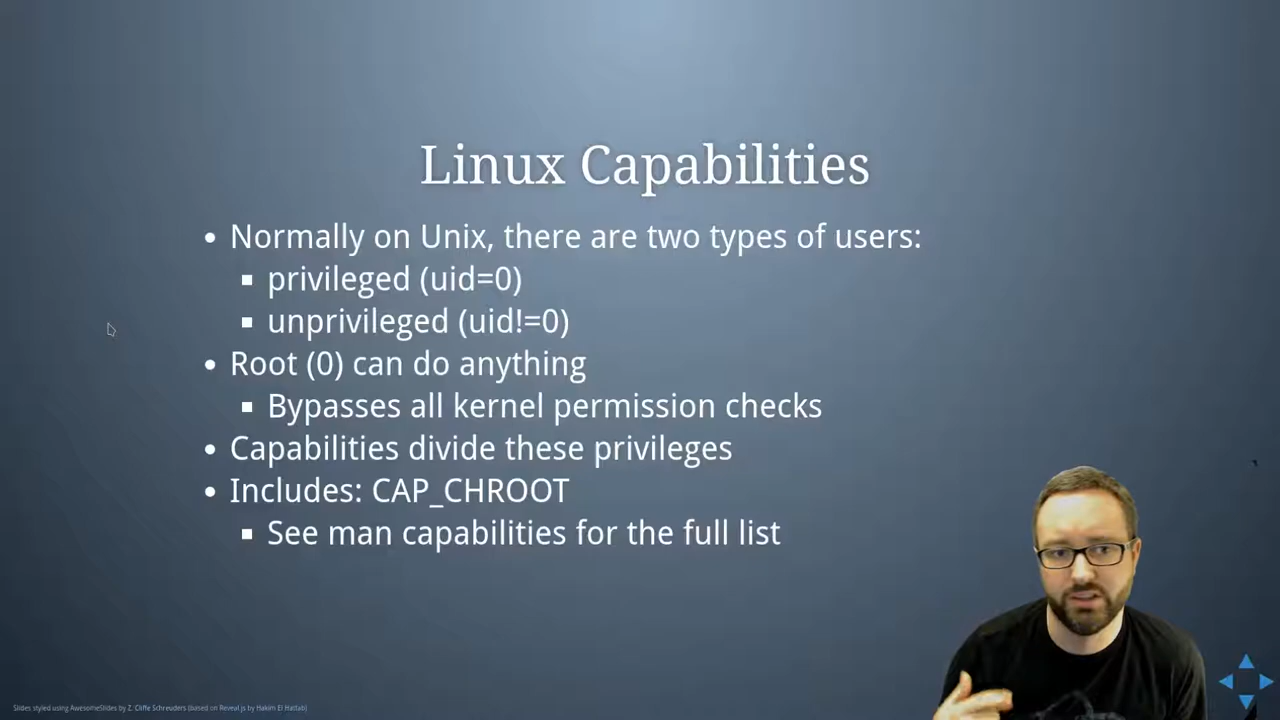 Linux Capabilities
• Normally on Unix, there are two types of users:
▪ privileged (uid=0)
▪ unprivileged (uid!=0)
• Root (0) can do anything
▪ Bypasses all kernel permission checks
• Capabilities divide these privileges
• Includes: CAP_CHROOT
▪ See man capabilities for the full list
Slides styled using AwesomeSlides by Z. Cliffe Schreuders (based on Reveal.js by Hakim El Hattab)